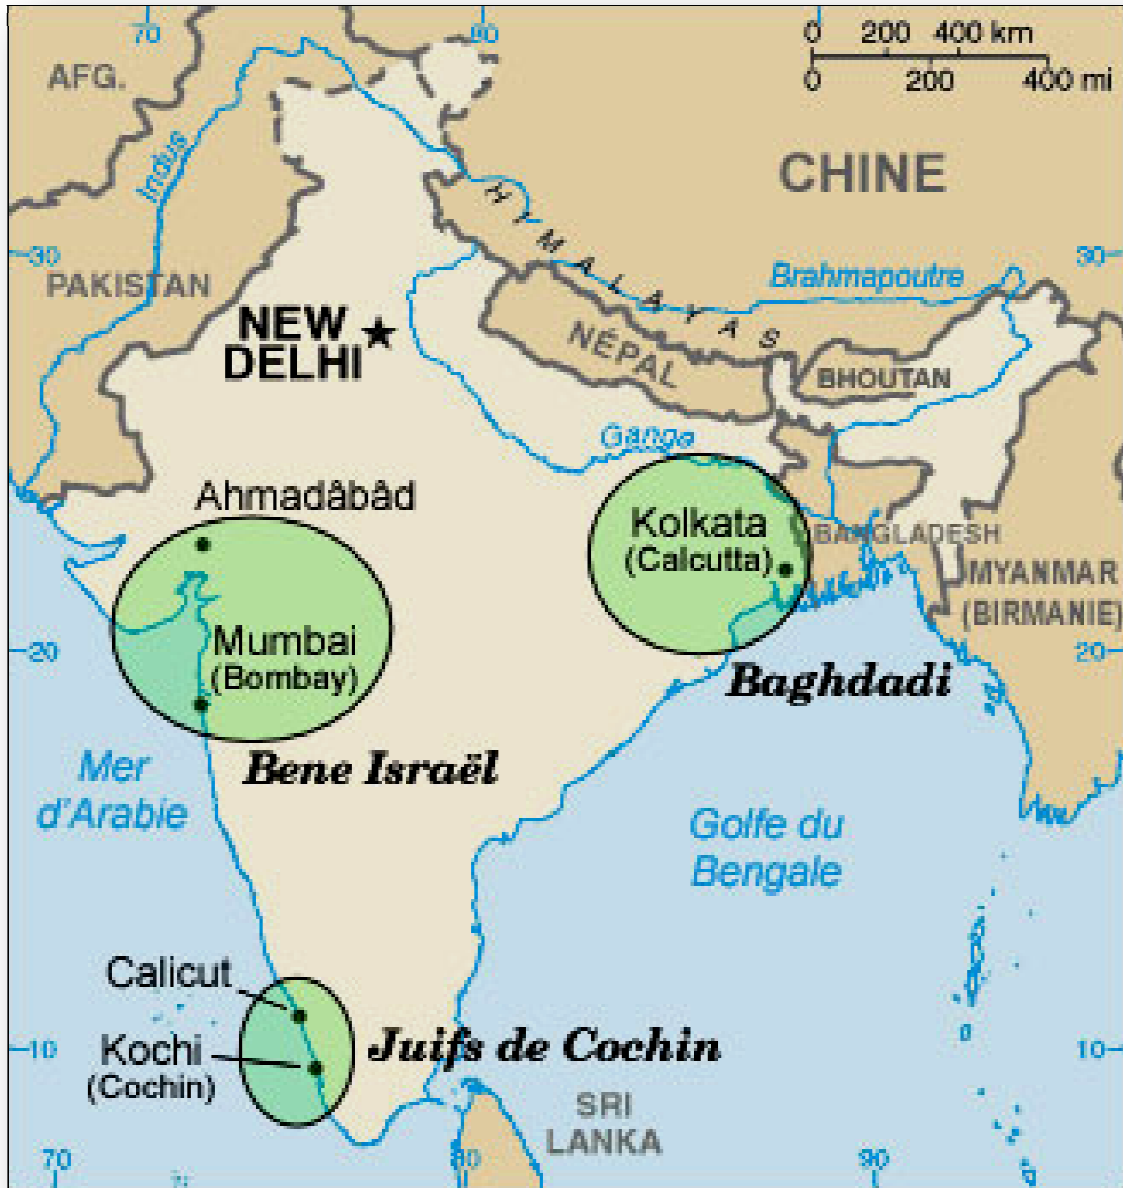 70
80
0 200 400 km
0 200 400 mi
AFG.
Indus
CHINE
HYMALAYAS
30
30
PAKISTAN
Brahmapoutre
NEW
DELHI
NÉPAL
BHOUTAN
Ganga
Ahmadâbâd
Kolkata
(Calcutta)
BANGLADESH
MYANMAR
(BIRMANIE)
Mumbai
(Bombay)
20
20
Baghdadi
Bene Israël
Mer
d'Arabie
Golfe du
Bengale
Calicut
Kochi
(Cochin)
Juifs de Cochin
10
10
SRI
LANKA
70
80
90